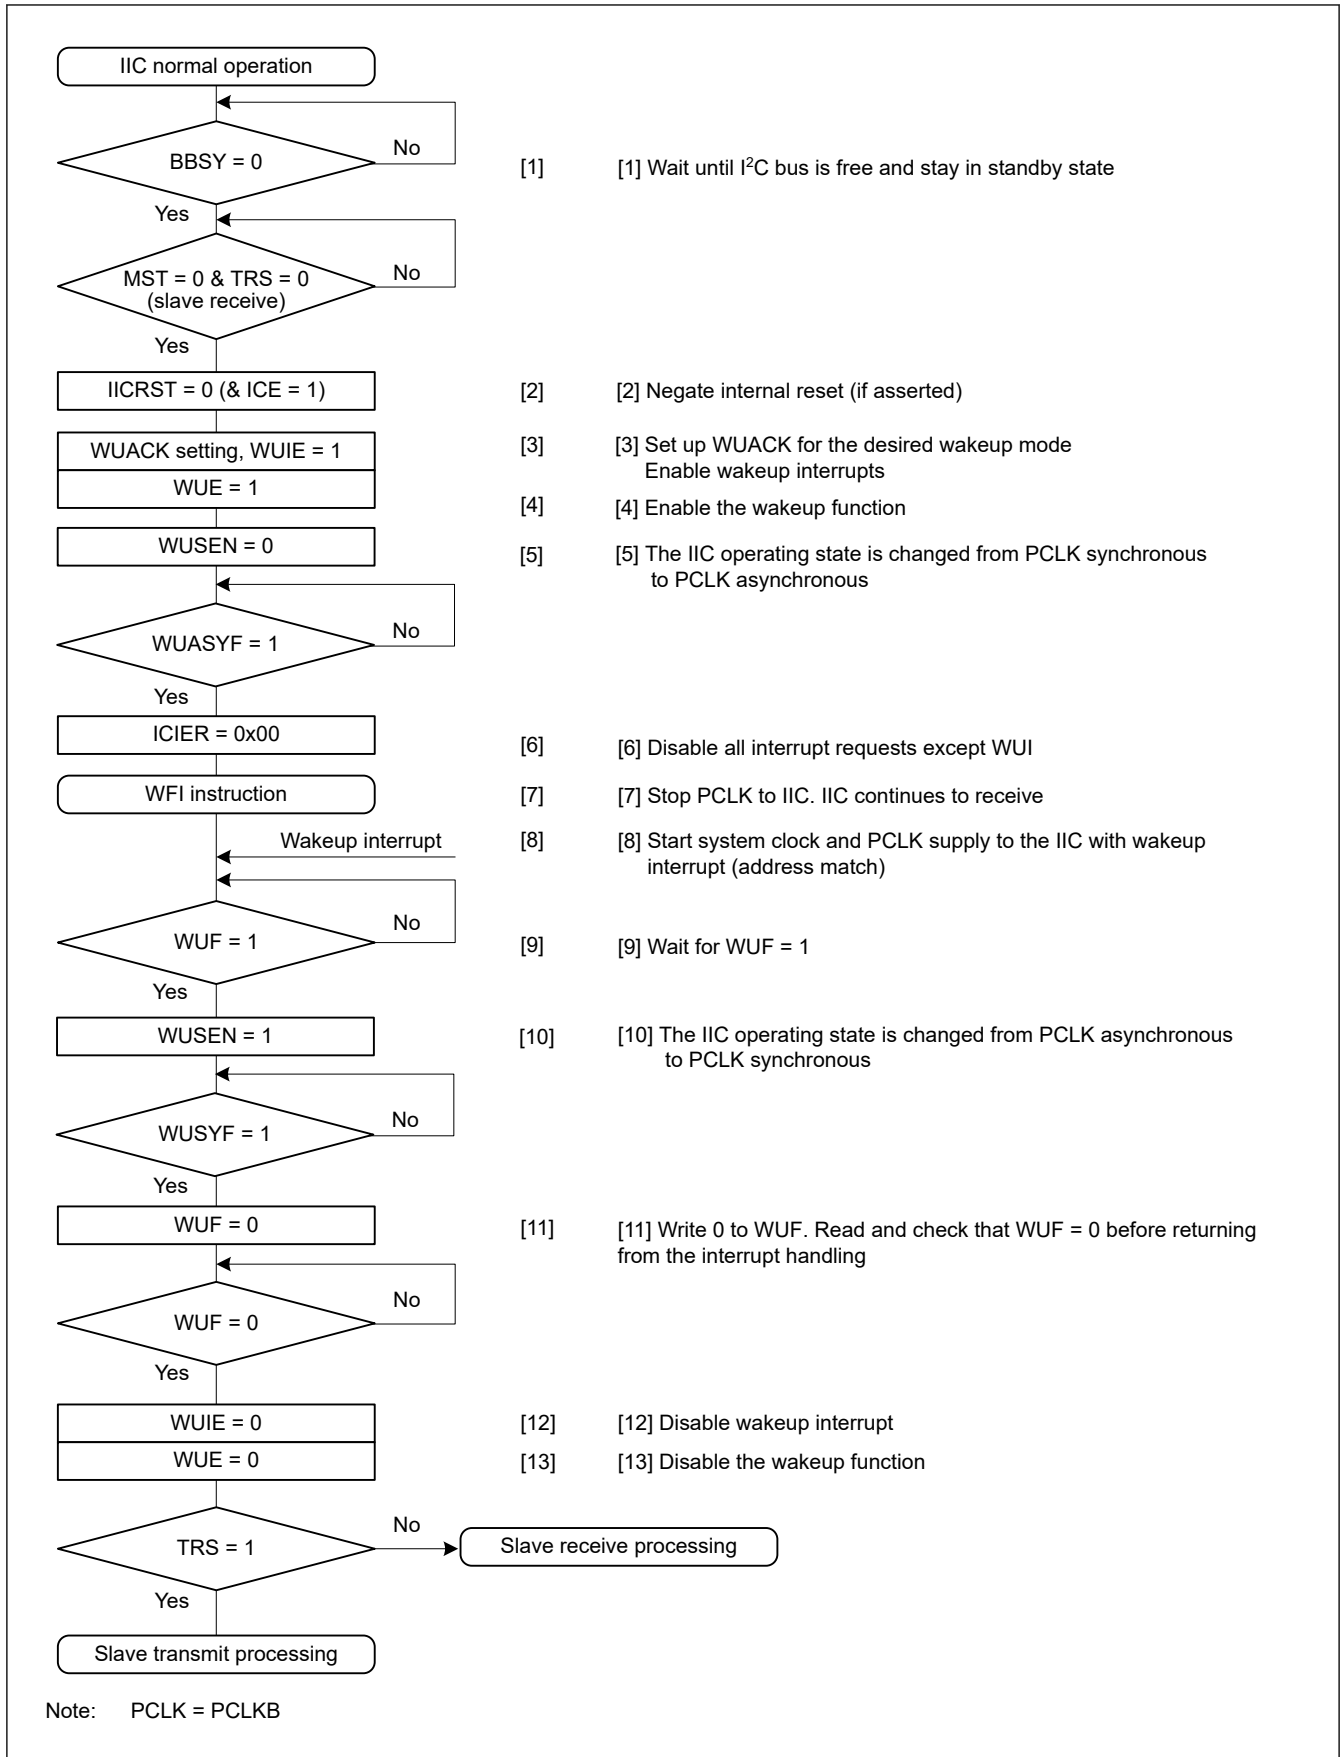 IIC normal operation
BBSY = 0
No
[1]
[1] Wait until I²C bus is free and stay in standby state
Yes
MST = 0 & TRS = 0
(slave receive)
No
Yes
IICRST = 0 (& ICE = 1)
[2]
[2] Negate internal reset (if asserted)
WUACK setting, WUIE = 1
[3]
[3] Set up WUACK for the desired wakeup mode
Enable wakeup interrupts
WUE = 1
[4]
[4] Enable the wakeup function
WUSEN = 0
[5]
[5] The IIC operating state is changed from PCLK synchronous
to PCLK asynchronous
WUASYF = 1
No
Yes
ICIER = 0x00
[6]
[6] Disable all interrupt requests except WUI
WFI instruction
[7]
[7] Stop PCLK to IIC. IIC continues to receive
Wakeup interrupt
[8]
[8] Start system clock and PCLK supply to the IIC with wakeup
interrupt (address match)
WUF = 1
No
[9]
[9] Wait for WUF = 1
Yes
WUSEN = 1
[10]
[10] The IIC operating state is changed from PCLK asynchronous
to PCLK synchronous
WUSYF = 1
No
Yes
WUF = 0
[11]
[11] Write 0 to WUF. Read and check that WUF = 0 before returning
from the interrupt handling
WUF = 0
No
Yes
WUIE = 0
[12]
[12] Disable wakeup interrupt
WUE = 0
[13]
[13] Disable the wakeup function
TRS = 1
No
Slave receive processing
Yes
Slave transmit processing
Note: PCLK = PCLKB